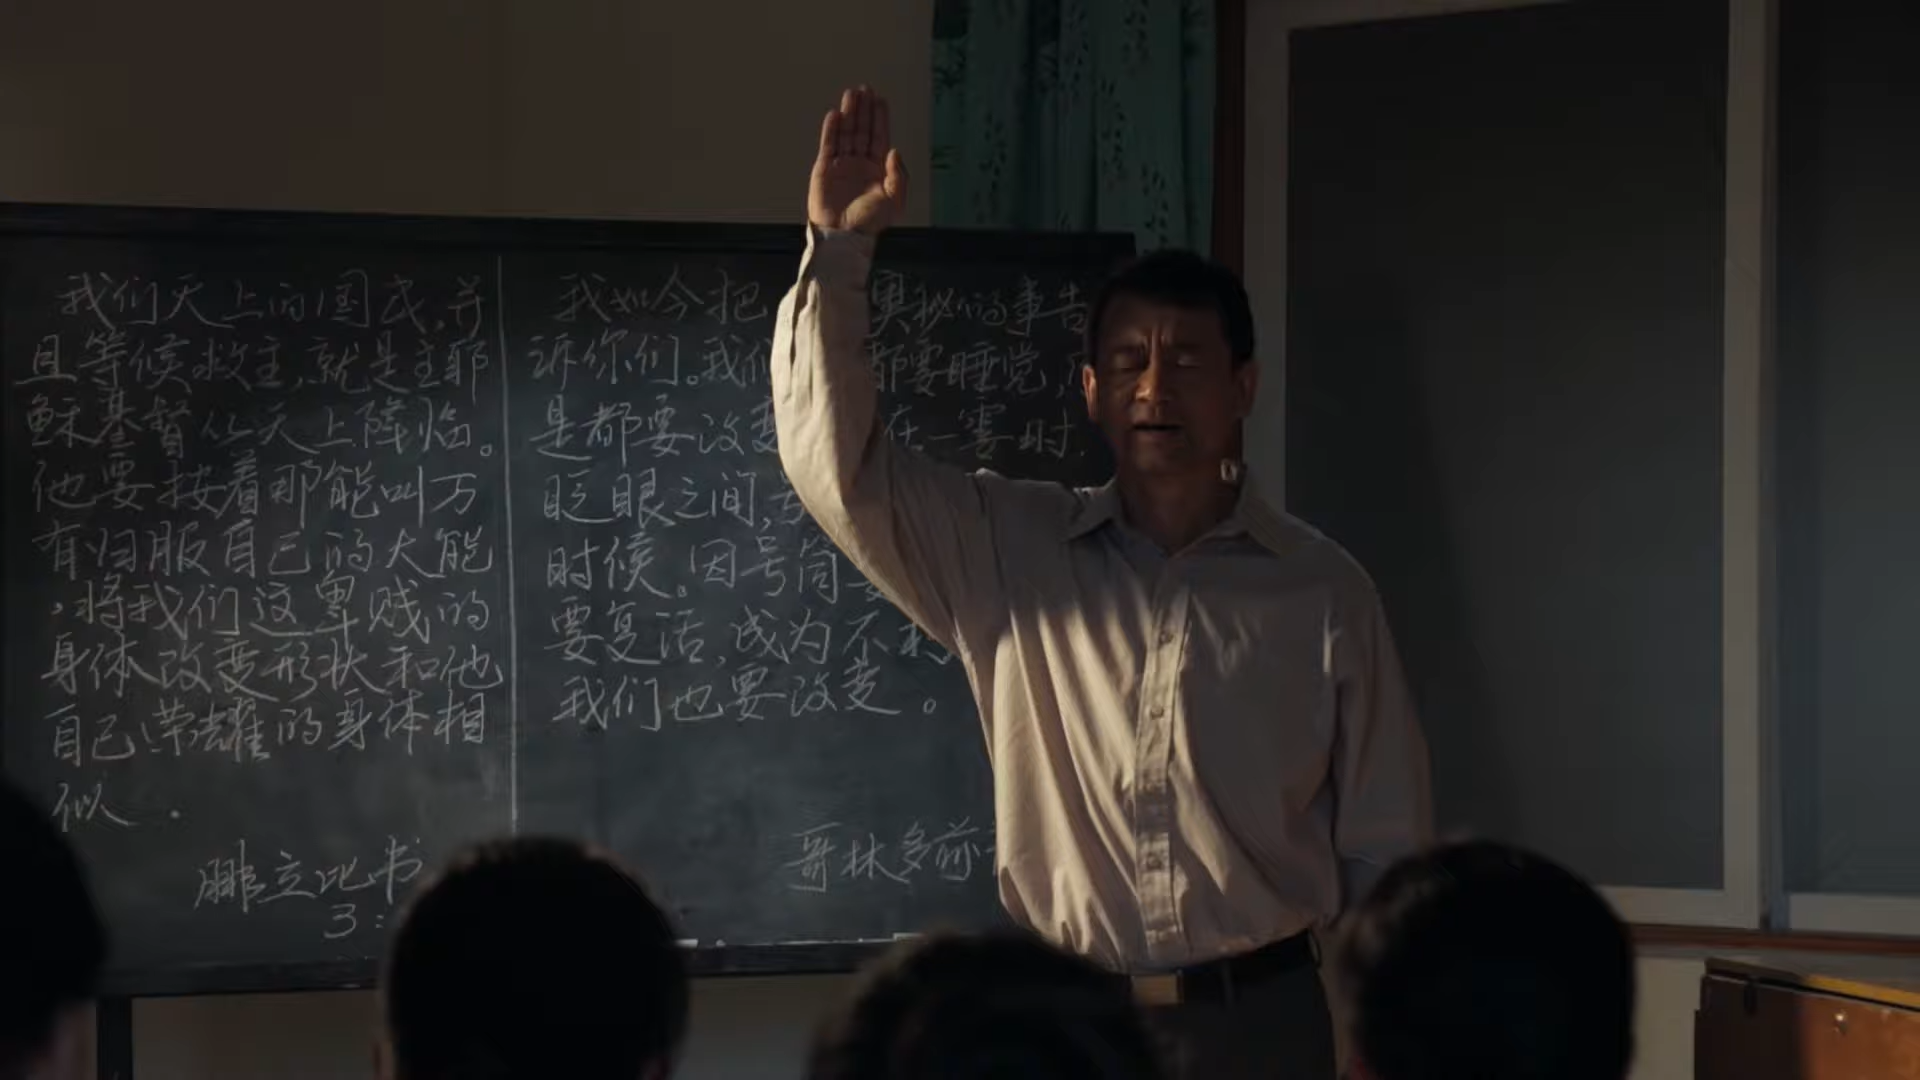 我们天上的国民,并
且等候救主,就是主耶
稣基督从天上降临。
他要按着那能叫万
有归服自己的大能
,将我们这卑贱的
身体改变形状和他
自己荣耀的身体相
似.
腓立比书
3:
我如今把 奥秘的事告
诉你们。我们 都要睡觉,
是都要改变 在一霎时.
眨眼之间,号
时候。因号筒要
要复活,成为不朽
我们也要改变。
哥林多前